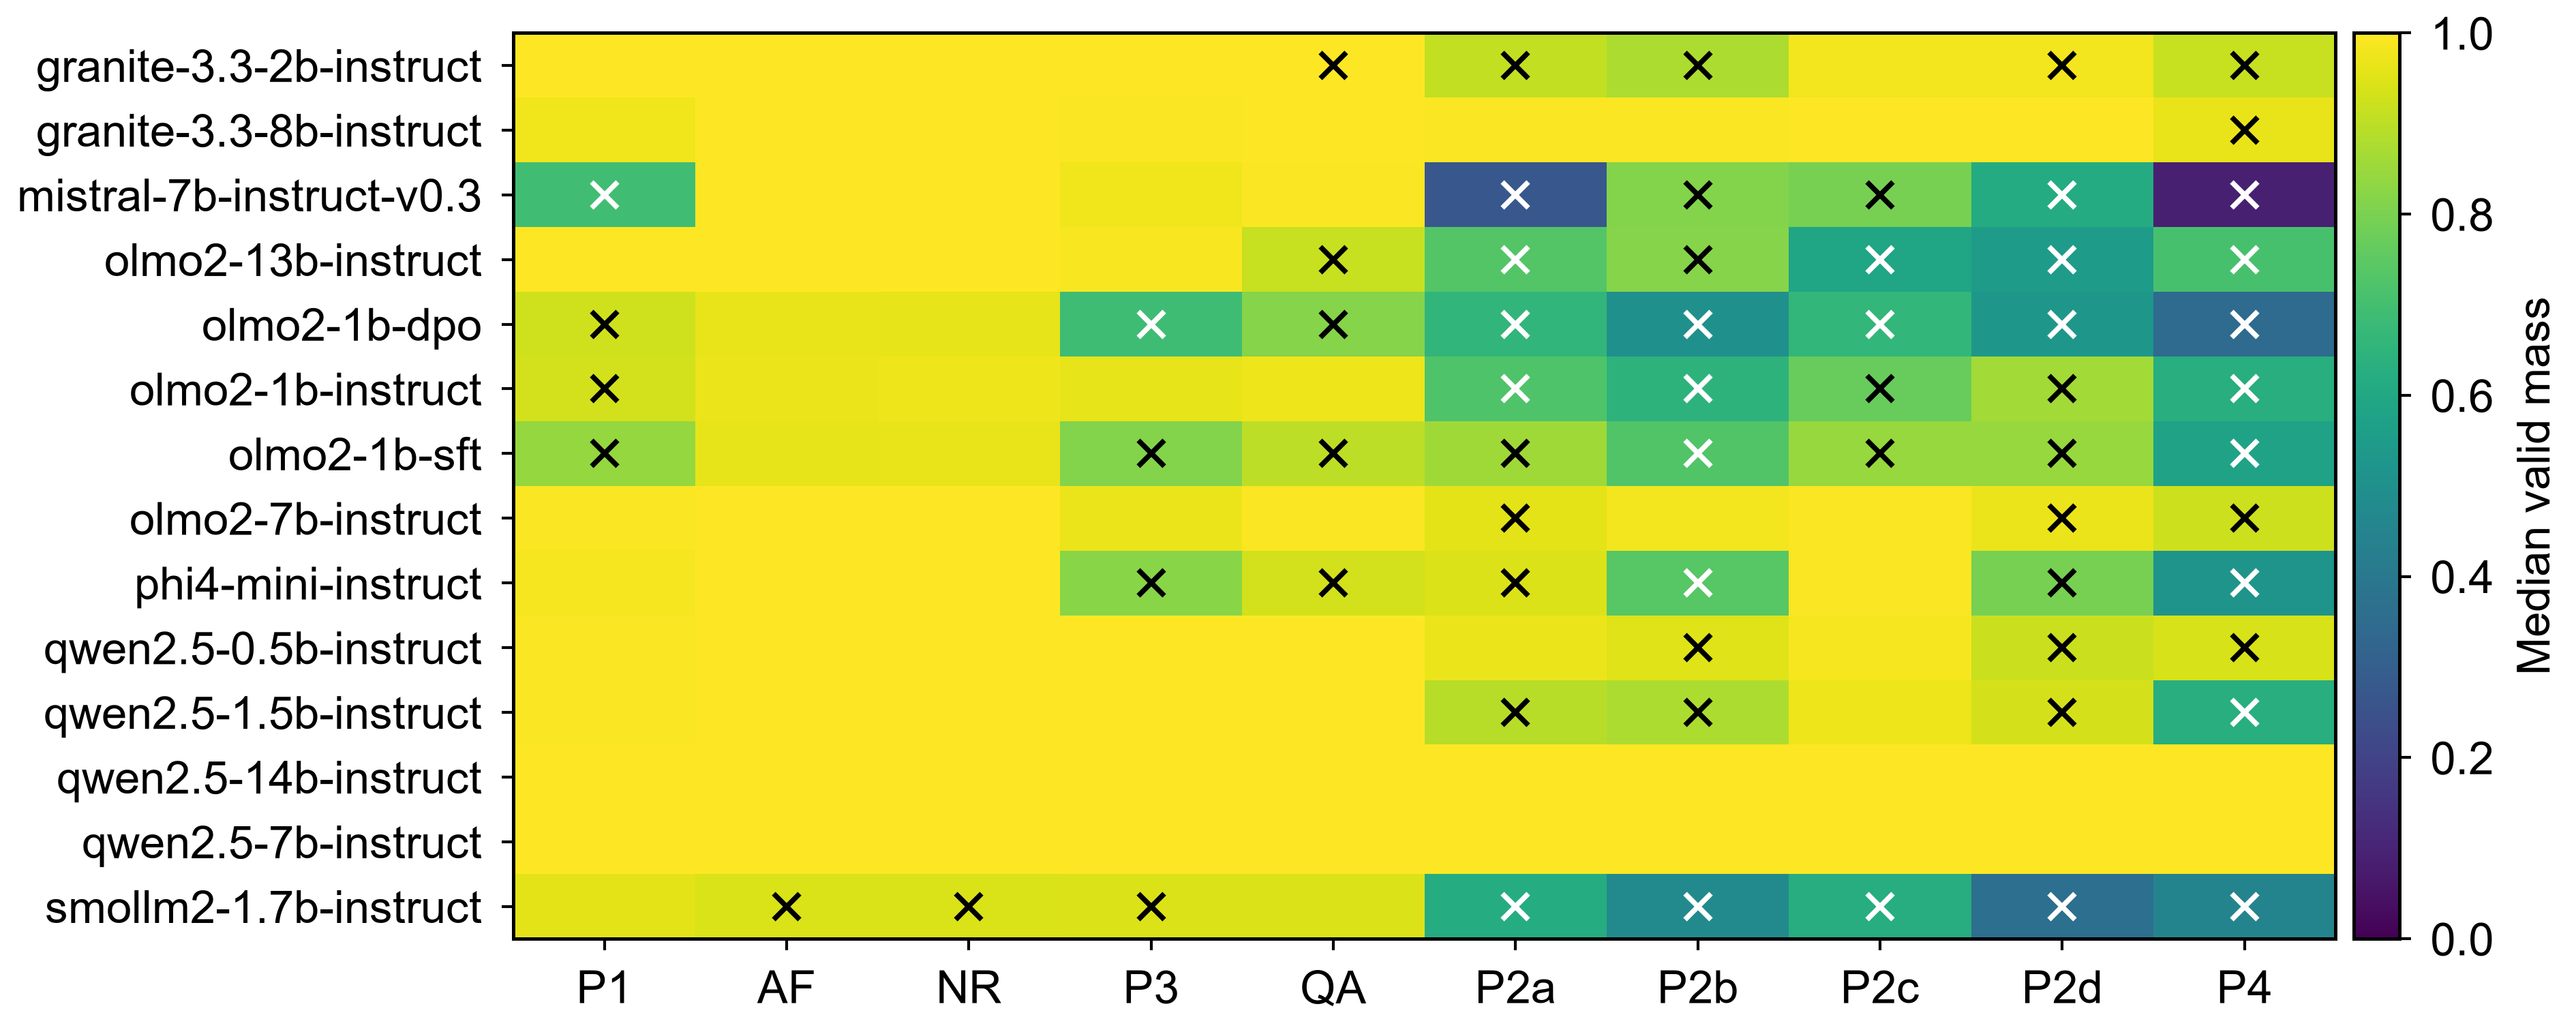 granite-3.3-2b-instruct
granite-3.3-8b-instruct
mistral-7b-instruct-v0.3
olmo2-13b-instruct
olmo2-1b-dpo
olmo2-1b-instruct
olmo2-1b-sft
olmo2-7b-instruct
phi4-mini-instruct
qwen2.5-0.5b-instruct
qwen2.5-1.5b-instruct
qwen2.5-14b-instruct
qwen2.5-7b-instruct
smollm2-1.7b-instruct
P1 AF NR P3 QA P2a P2b P2c P2d P4
1.0
0.8
0.6
0.4
0.2
0.0
Median valid mass